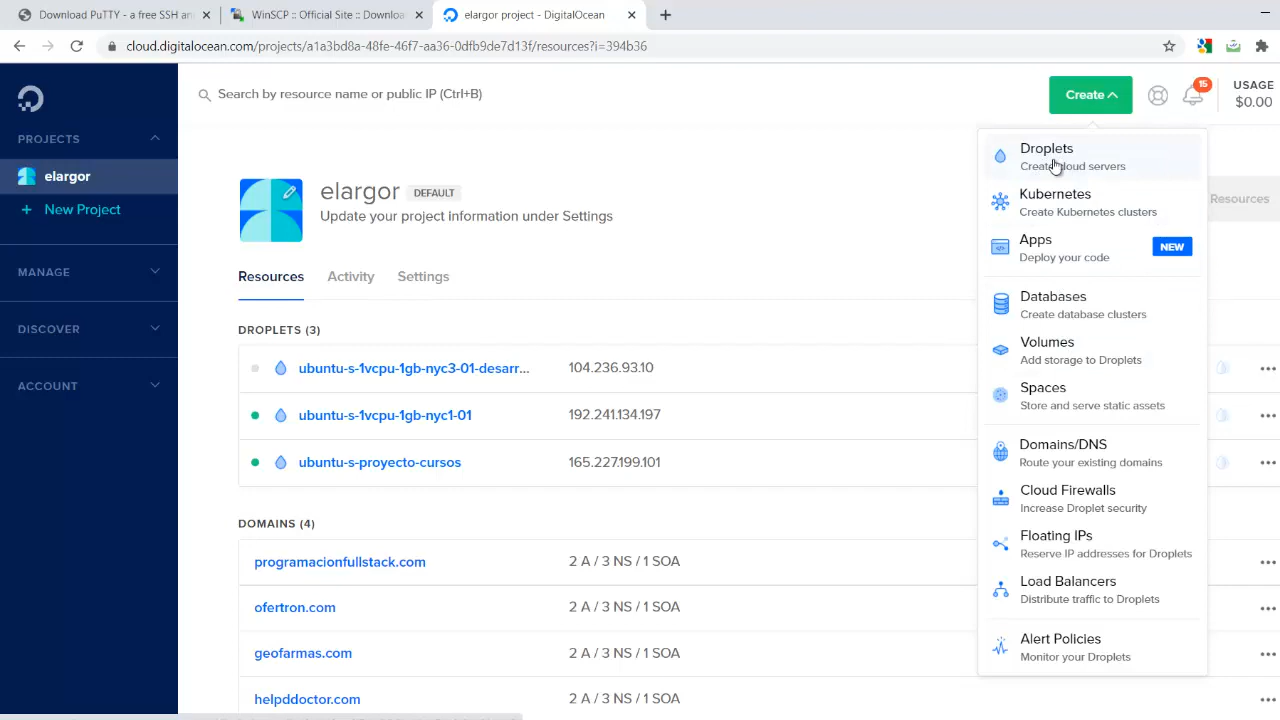 Download PuTTY - a free SSH an
WinSCP :: Official Site :: Downloa
elargor project - DigitalOcean
cloud.digitalocean.com/projects/a1a3bd8a-48fe-46f7-aa36-0dfb9de7d13f/resources?i=394b36
Search by resource name or public IP (Ctrl+B)
Create
15
USAGE
$0.00
PROJECTS
elargor
New Project
MANAGE
DISCOVER
ACCOUNT
elargor DEFAULT
Update your project information under Settings
Resources
Resources Activity Settings
DROPLETS (3)
ubuntu-s-1vcpu-1gb-nyc3-01-desarr... 104.236.93.10
ubuntu-s-1vcpu-1gb-nyc1-01 192.241.134.197
ubuntu-s-proyecto-cursos 165.227.199.101
DOMAINS (4)
programacionfullstack.com 2 A / 3 NS / 1 SOA
ofertron.com 2 A / 3 NS / 1 SOA
geofarmas.com 2 A / 3 NS / 1 SOA
helpddoctor.com 2 A / 3 NS / 1 SOA
Droplets
Create cloud servers
Kubernetes
Create Kubernetes clusters
Apps
Deploy your code
NEW
Databases
Create database clusters
Volumes
Add storage to Droplets
Spaces
Store and serve static assets
Domains/DNS
Route your existing domains
Cloud Firewalls
Increase Droplet security
Floating IPs
Reserve IP addresses for Droplets
Load Balancers
Distribute traffic to Droplets
Alert Policies
Monitor your Droplets